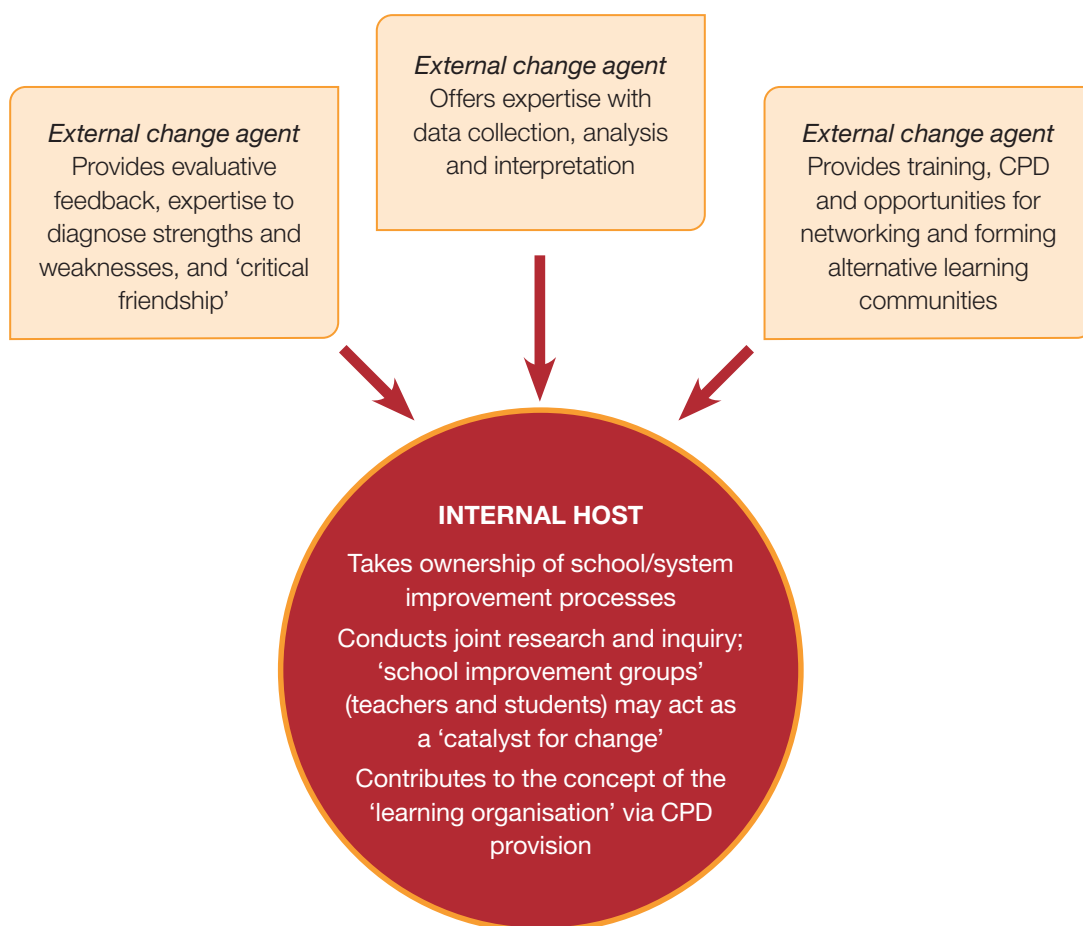 External change agent
Provides evaluative
feedback, expertise to
diagnose strengths and
weaknesses, and ‘critical
friendship’
External change agent
Offers expertise with
data collection, analysis
and interpretation
External change agent
Provides training, CPD
and opportunities for
networking and forming
alternative learning
communities
INTERNAL HOST
Takes ownership of school/system
improvement processes
Conducts joint research and inquiry;
‘school improvement groups’
(teachers and students) may act as
a ‘catalyst for change’
Contributes to the concept of the
‘learning organisation’ via CPD
provision